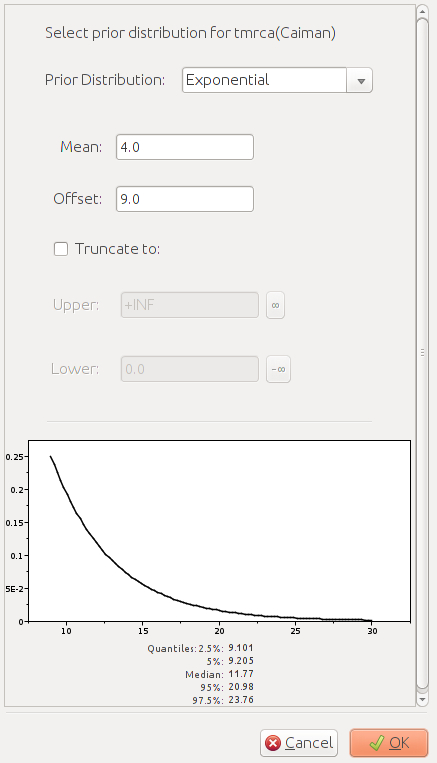 Select prior distribution for tmrca(Caiman)
Prior Distribution: Exponential
Mean: 4.0
Offset: 9.0
Truncate to:
Upper: +INF ∞
Lower: 0.0 -∞
0.25
0.2
0.15
0.1
5E-2
0
10 15 20 25 30
Quantiles: 2.5%: 9.101
5%: 9.205
Median: 11.77
95%: 20.98
97.5%: 23.76
Cancel OK